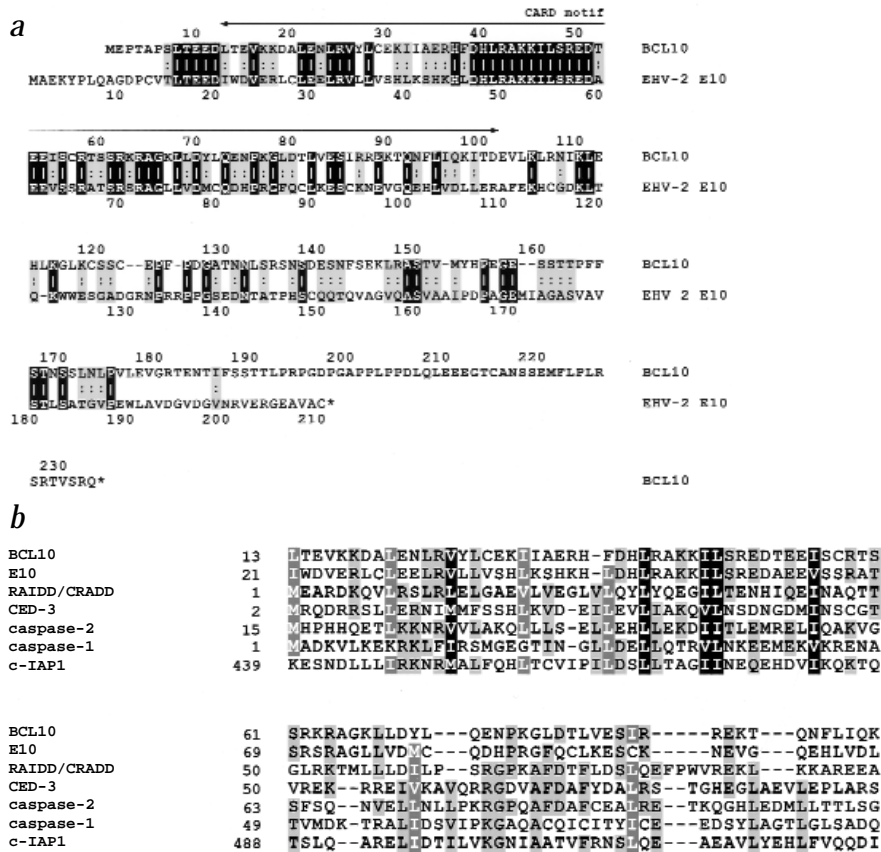 a
CARD motif
10 20 30 40 50
MEPTAPSLTEEDLTEVKKDALENLRVYLCEKIIAERHFDHLRAKKILSREDT BCL10
MAEKYPLQAGDPCVTLTEEDIWDVERLCLEELRVLLVSHLKSHKHLDHLRAKKILSREDA EHV-2 E10
10 20 30 40 50 60
60 70 80 90 100 110
EEISCRTSSRKRAGKLLDYLQENPKGLDTLVESIRREKTQNFLIQKITDEVLKLRNIKLE BCL10
EEVSSRATSRSRAGLLVDMCQDHPRGFQCLKESCKNEVGQEHLVDLLERAFEKHCGDKLT EHV-2 E10
70 80 90 100 110 120
120 130 140 150 160
HLKGLKCSSC--EPF-PDGATNNLSRSNSDESNFSEKLRASTV-MYHPEGE--SSTTPFF BCL10
Q-KWWESGADGRNPRRPPGSEDNTATPHSCQQTQVAGVQASVAAIPDPAGEMIAGASVAV EHV 2 E10
130 140 150 160 170
170 180 190 200 210 220
STNSSLNLPVLEVGRTENTIFSSTTLPRPGDPGAPPLPPDLQLEEEGTCANSSEMFLPLR BCL10
STLSATGVPEWLAVDGVDGVNRVERGEAVAC* EHV-2 E10
180 190 200 210
230
SRTVSRQ* BCL10
b
BCL10 13 LTEVKKDALENLRVYLCEKIIAERH-FDHLRAKKILSREDTEEISCRTS
E10 21 IWDVERLCLEELRVLLVSHLKSHKH-LDHLRAKKILSREDAEEVSSRAT
RAIDD/CRADD 1 MEARDKQVLRSLRLELGAEVLVEGLVLQYLYQEGILTENHIQEINAQTT
CED-3 2 MRQDRRSLLERNIMMFSSHLKVD-EILEVLIAKQVLNSDNGDMINSCGT
caspase-2 15 MHPHHQETLKKNRVVLAKQLLLS-ELLEHLLEKDIITLEMRELIQAKVG
caspase-1 1 MADKVLKEKRKLFIRSMGEGTIN-GLLDELLQTRVLNKEEMEKVKRENA
c-IAP1 439 KESNDLLLIRKNRMALFQHLTCVIPILDSLLTAGIINEQEHDVIKQKTQ
BCL10 61 SRKRAGKLLDYL---QENPKGLDTLVESIR-----REKT---QNFLIQK
E10 69 SRSRAGLLVDMC---QDHPRGFQCLKESCK-----NEVG---QEHLVDL
RAIDD/CRADD 50 GLRKTMLLLDILP--SRGPKAFDTFLDSLQEFPWVREKL---KKAREEA
CED-3 50 VREK--RREIVKAVQRRGDVAFDAFYDALRS--TGHEGLAEVLEPLARS
caspase-2 63 SFSQ--NVELLNLLPKRGPQAFDAFCEALRE--TKQGHLEDMLLTTLSG
caspase-1 49 TVMDK-TRALIDSVIPKGAQACQICITYICE----EDSYLAGTLGLSADQ
c-IAP1 488 TSLQ--ARELIDTILVKGNIAATVFRNSLQE----AEAVLYEHLFVQQDI